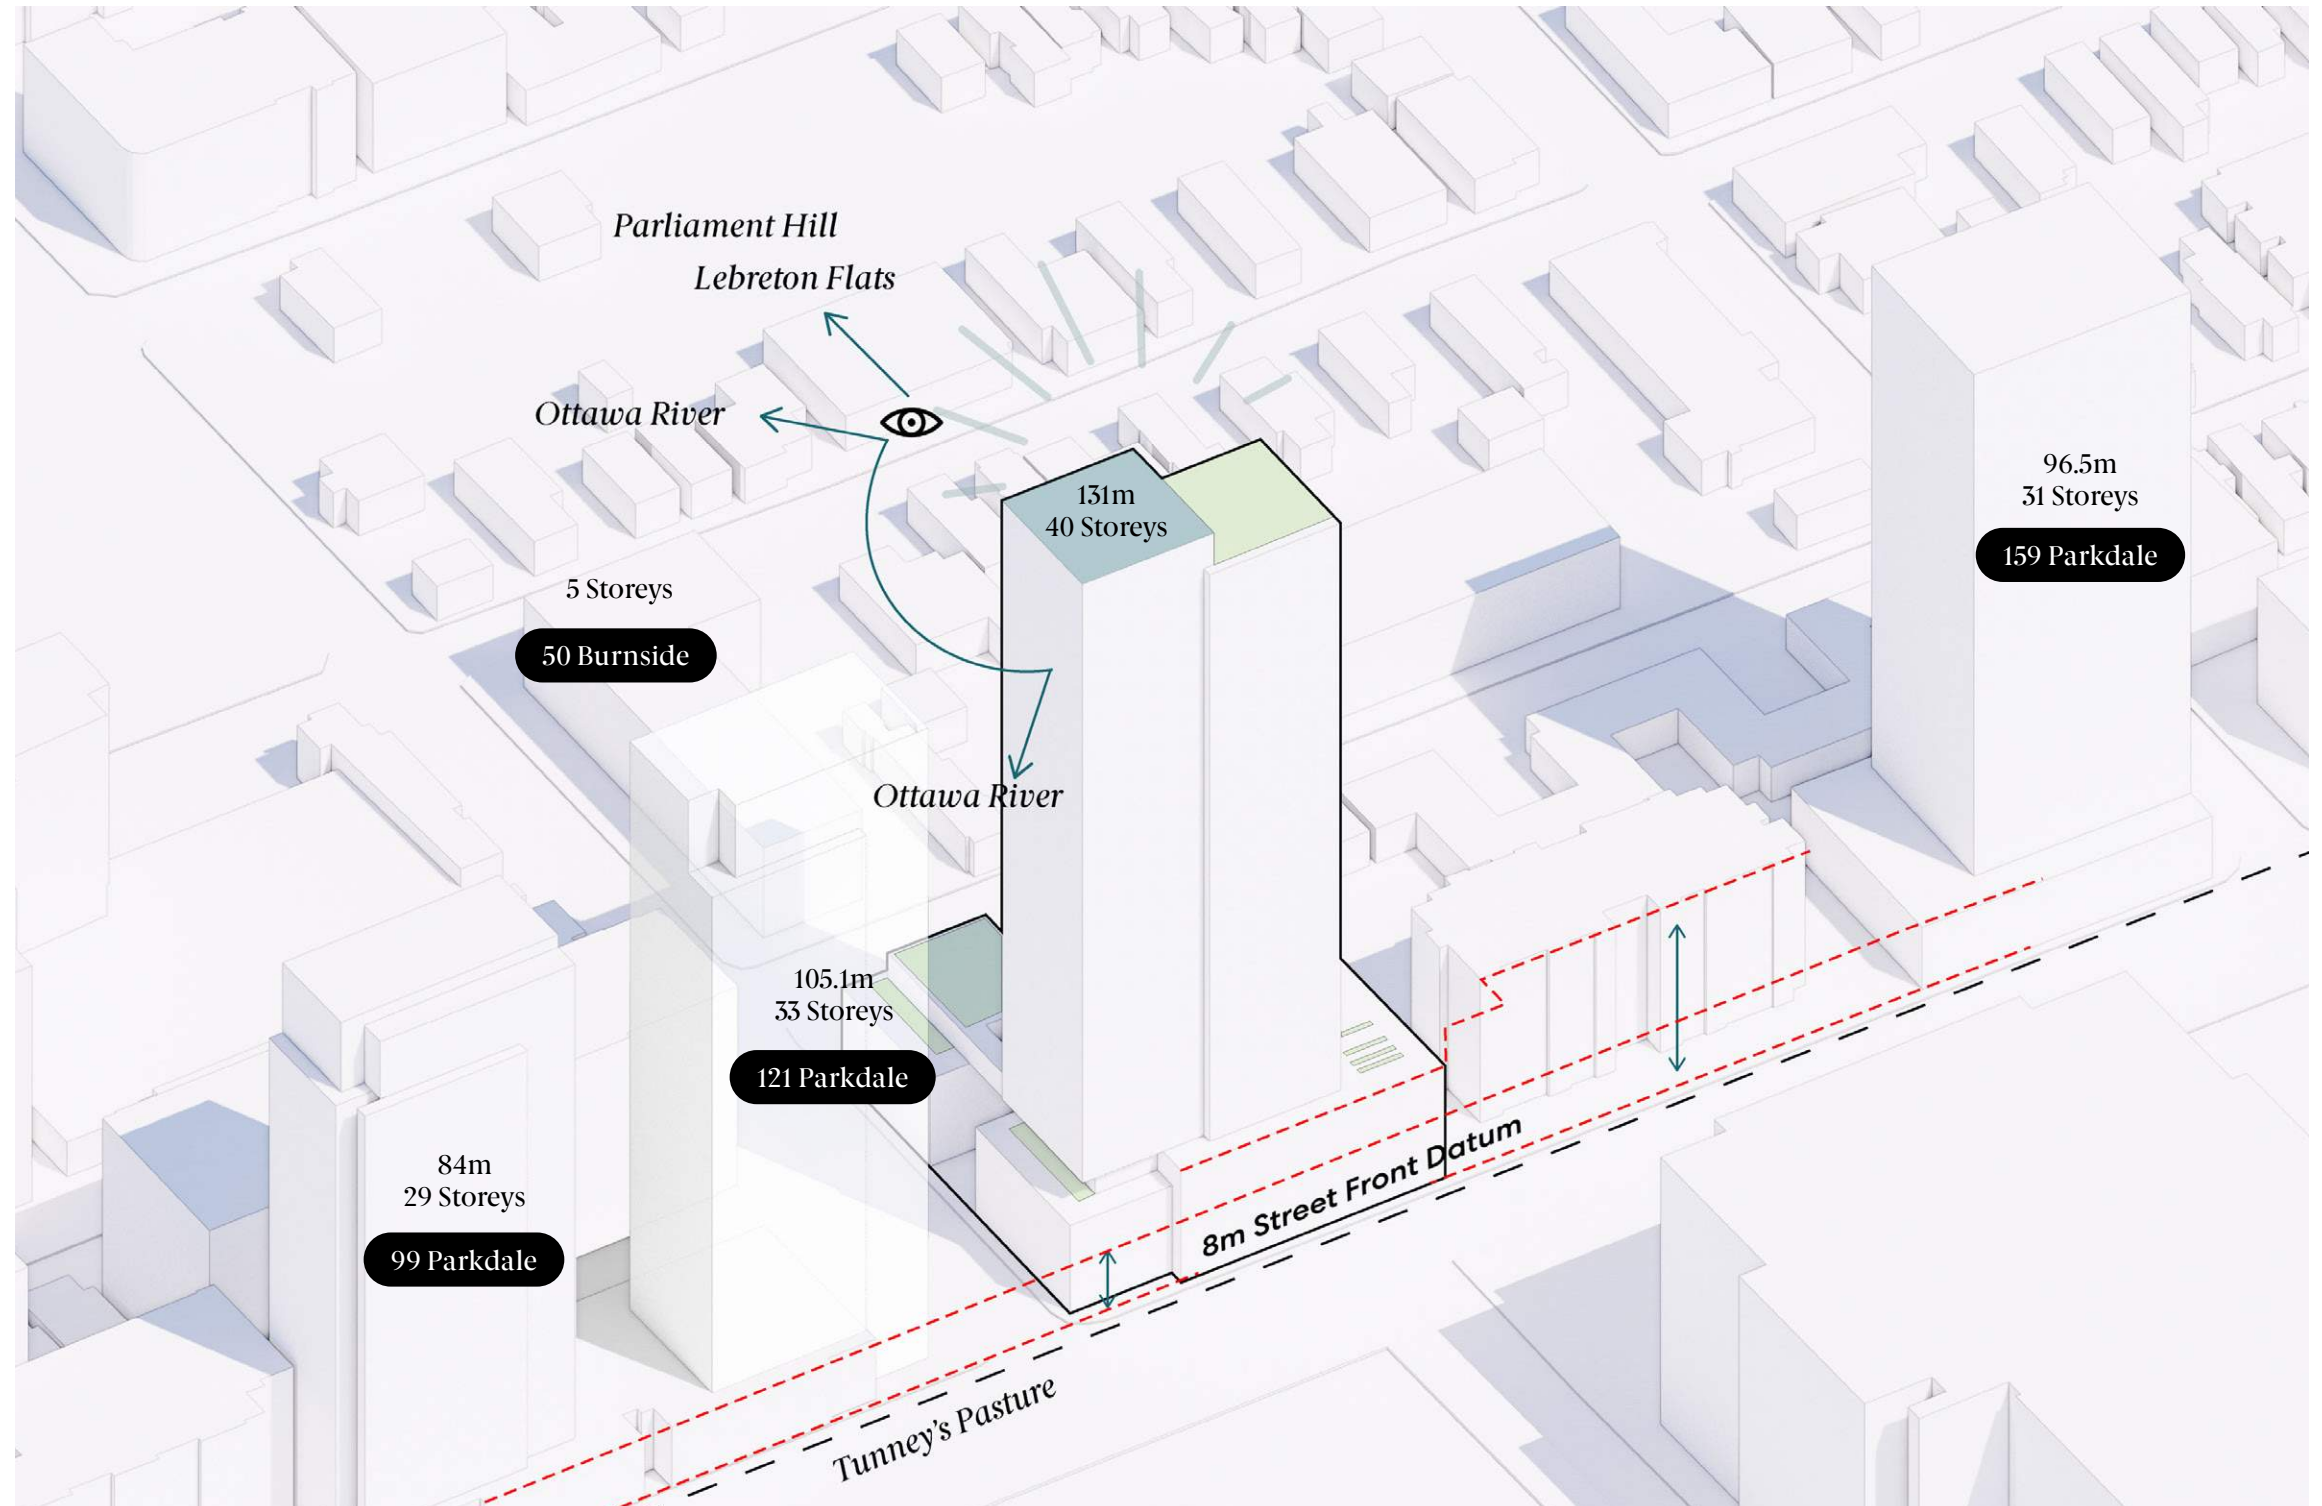 Parliament Hill
Lebreton Flats
Ottawa River
131m
40 Storeys
96.5m
31 Storeys
159 Parkdale
5 Storeys
50 Burnside
Ottawa River
105.1m
33 Storeys
121 Parkdale
84m
29 Storeys
99 Parkdale
8m Street Front Datum
Tunney's Pasture